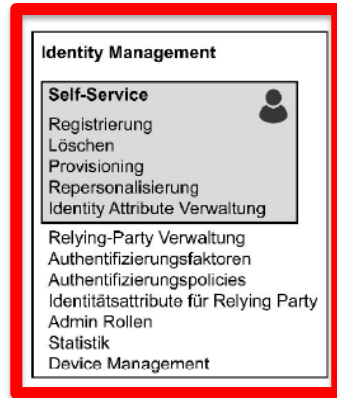 Identity Management
Self-Service
Registrierung
Löschen
Provisioning
Repersonalisierung
Identity Attribute Verwaltung
Relying-Party Verwaltung
Authentifizierungsfaktoren
Authentifizierungspolicies
Identitätsattribute für Relying Party
Admin Rollen
Statistik
Device Management